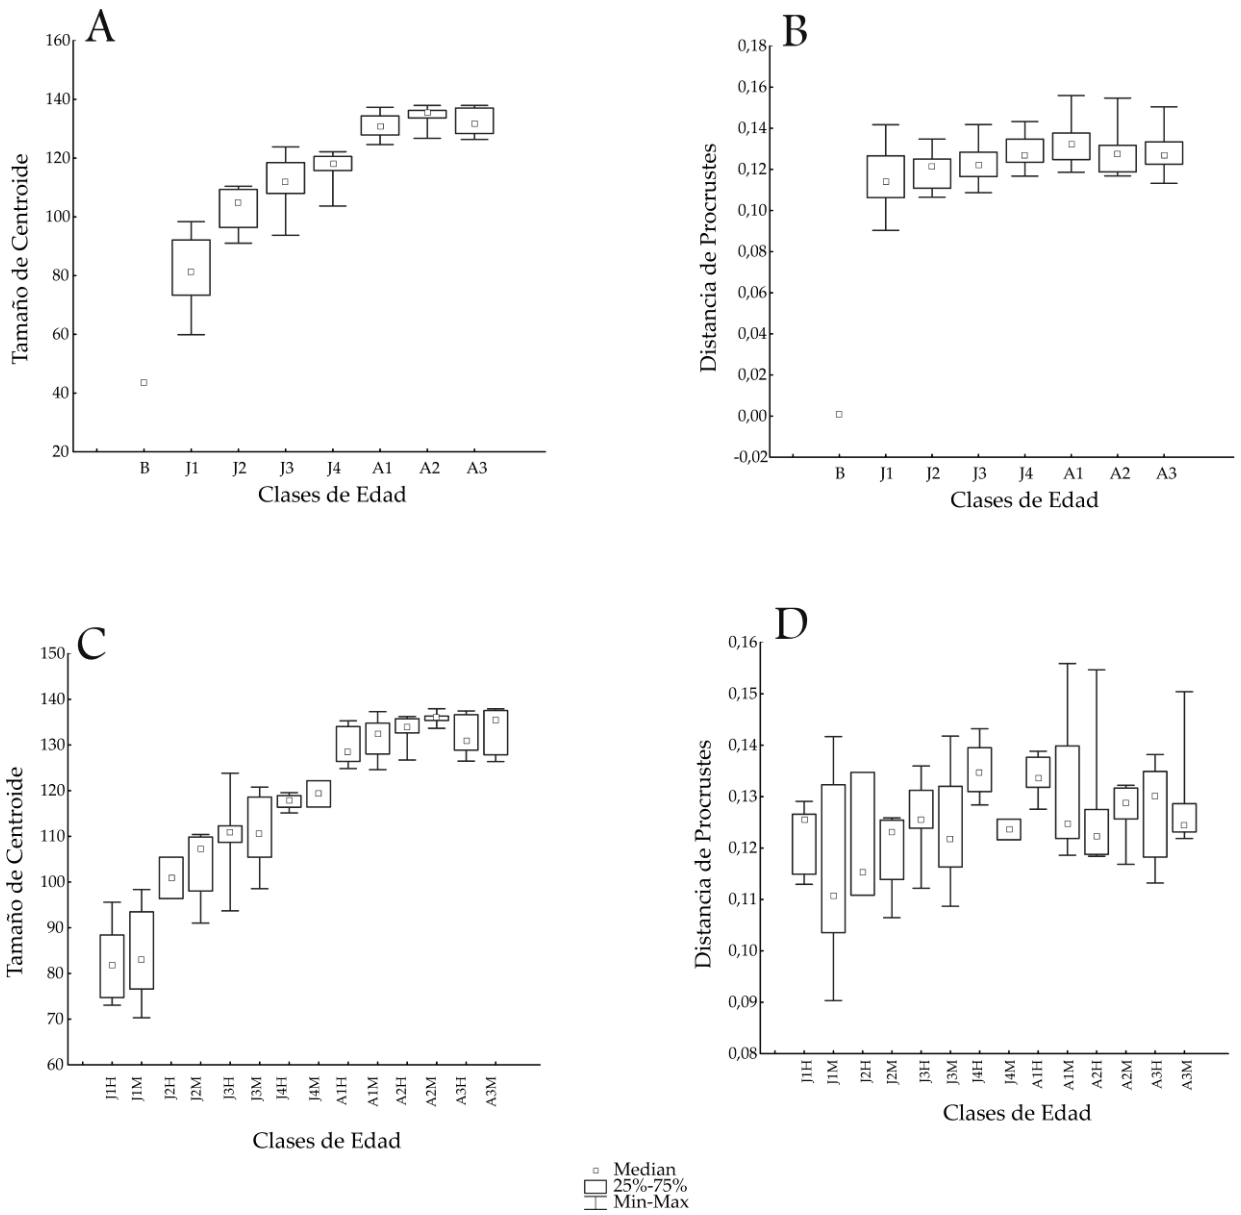 A
160
140
120
100
80
60
40
20
Tamaño de Centroide
B J1 J2 J3 J4 A1 A2 A3
Clases de Edad
B
0,18
0,16
0,14
0,12
0,10
0,08
0,06
0,04
0,02
0,00
-0,02
Distancia de Procrustes
B J1 J2 J3 J4 A1 A2 A3
Clases de Edad
C
150
140
130
120
110
100
90
80
70
60
Tamaño de Centroide
J1H J1M J2H J2M J3H J3M J4H J4M A1H A1M A2H A2M A3H A3M
Clases de Edad
D
0,16
0,15
0,14
0,13
0,12
0,11
0,10
0,09
0,08
Distancia de Procrustes
J1H J1M J2H J2M J3H J3M J4H J4M A1H A1M A2H A2M A3H A3M
Clases de Edad
Median
25%-75%
Min-Max